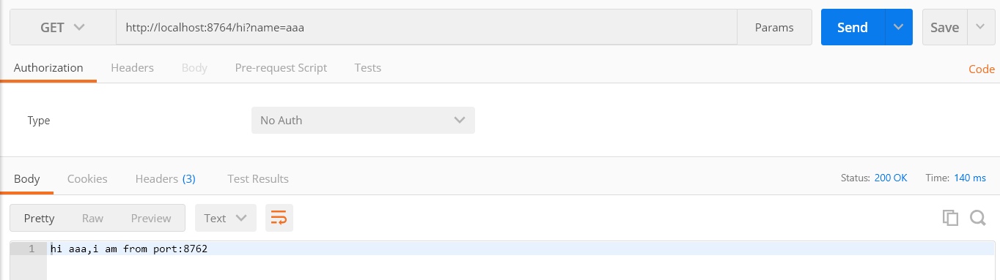 GET http://localhost:8764/hi?name=aaa Params Send Save
Authorization Headers Body Pre-request Script Tests Code
Type No Auth
Body Cookies Headers (3) Test Results Status: 200 OK Time: 140 ms
Pretty Raw Preview Text
1 hi aaa,i am from port:8762